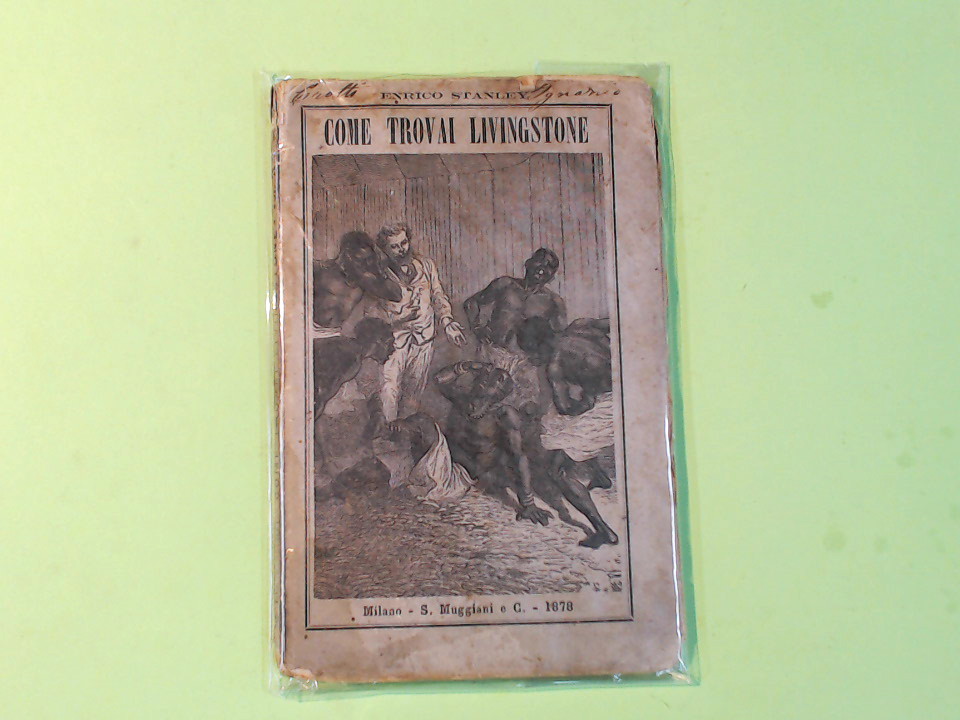 ENRICO STANLEY
COME TROVAI LIVINGSTONE
Milano - S. Muggiani e C. - 1878